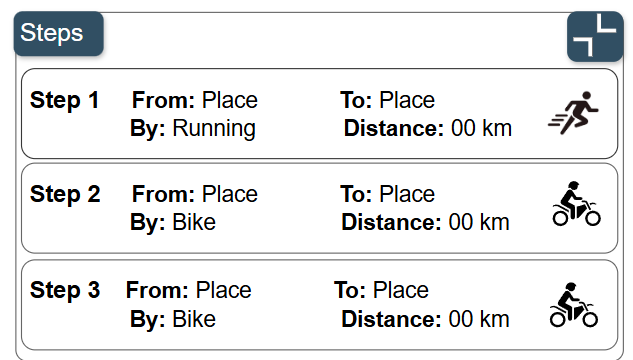 Steps
Step 1 From: Place To: Place
By: Running Distance: 00 km
Step 2 From: Place To: Place
By: Bike Distance: 00 km
Step 3 From: Place To: Place
By: Bike Distance: 00 km